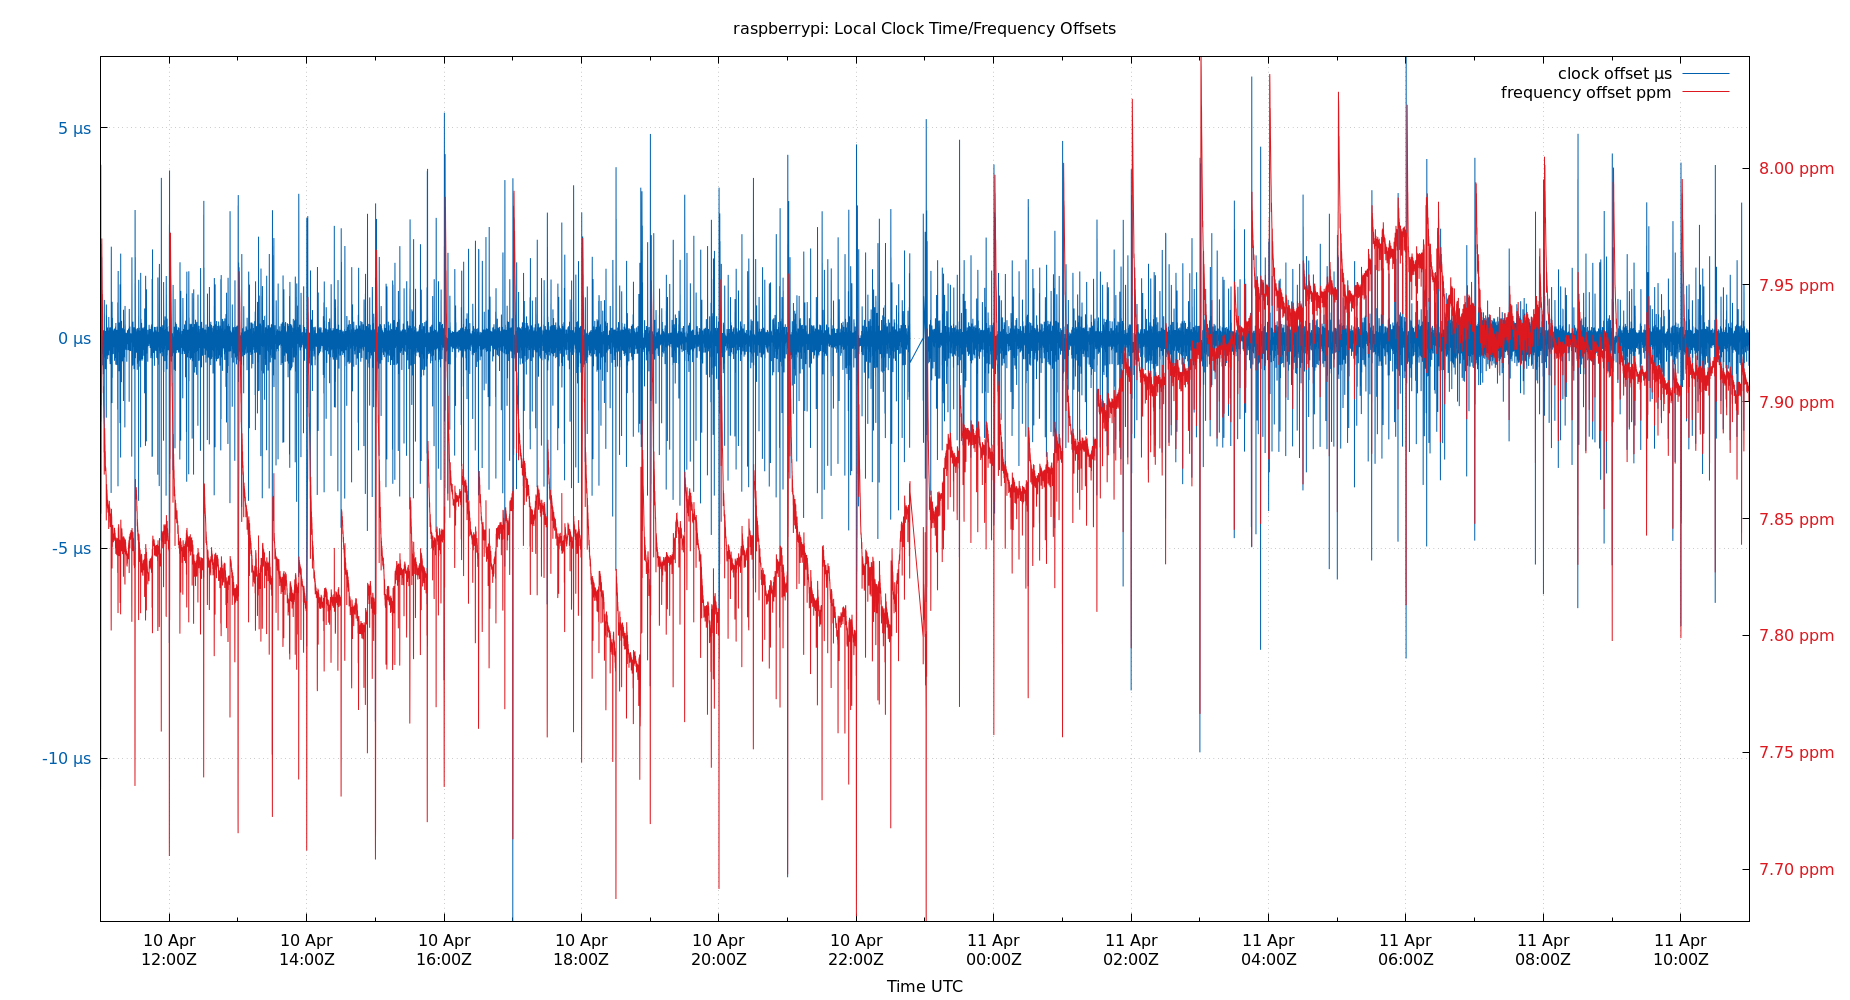 raspberrypi: Local Clock Time/Frequency Offsets
clock offset µs
frequency offset ppm
5 µs
0 µs
-5 µs
-10 µs
8.00 ppm
7.95 ppm
7.90 ppm
7.85 ppm
7.80 ppm
7.75 ppm
7.70 ppm
10 Apr 10 Apr 10 Apr 10 Apr 10 Apr 10 Apr 11 Apr 11 Apr 11 Apr 11 Apr 11 Apr 11 Apr
12:00Z 14:00Z 16:00Z 18:00Z 20:00Z 22:00Z 00:00Z 02:00Z 04:00Z 06:00Z 08:00Z 10:00Z
Time UTC